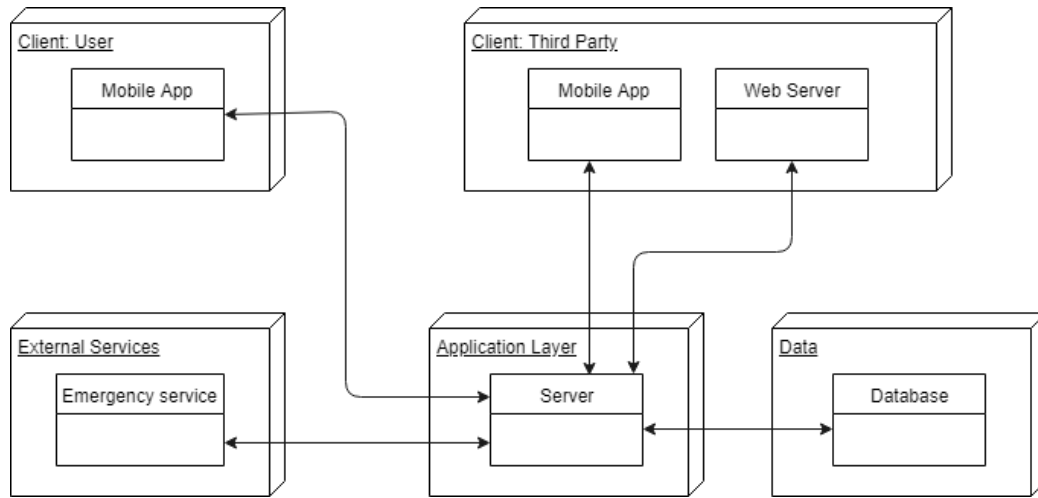 Client: User
Mobile App
Client: Third Party
Mobile App
Web Server
External Services
Emergency service
Application Layer
Server
Data
Database